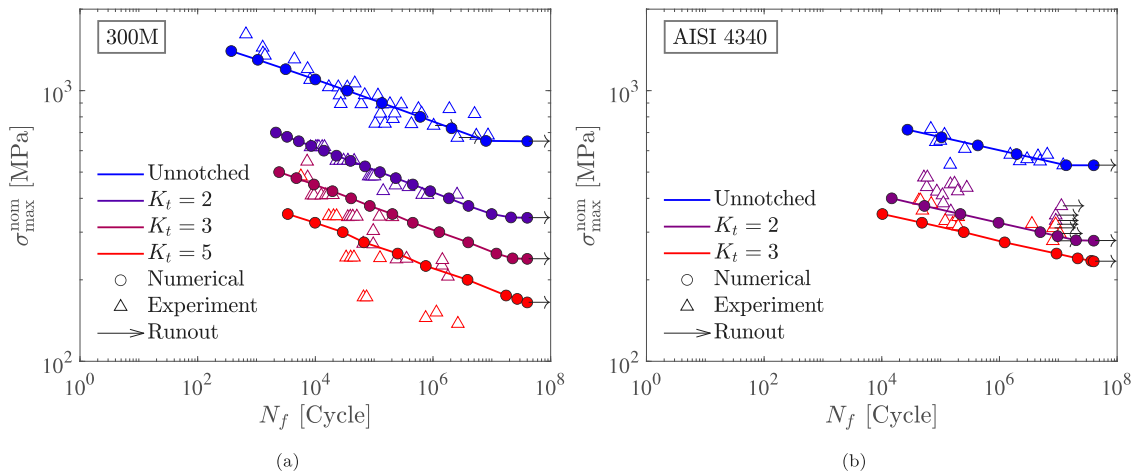 300M
10^3
10^2
σ_max^nom [MPa]
Unnotched
K_t = 2
K_t = 3
K_t = 5
Numerical
Experiment
Runout
10^0 10^2 10^4 10^6 10^8
N_f [Cycle]
(a)
AISI 4340
10^3
10^2
σ_max^nom [MPa]
Unnotched
K_t = 2
K_t = 3
Numerical
Experiment
Runout
10^0 10^2 10^4 10^6 10^8
N_f [Cycle]
(b)